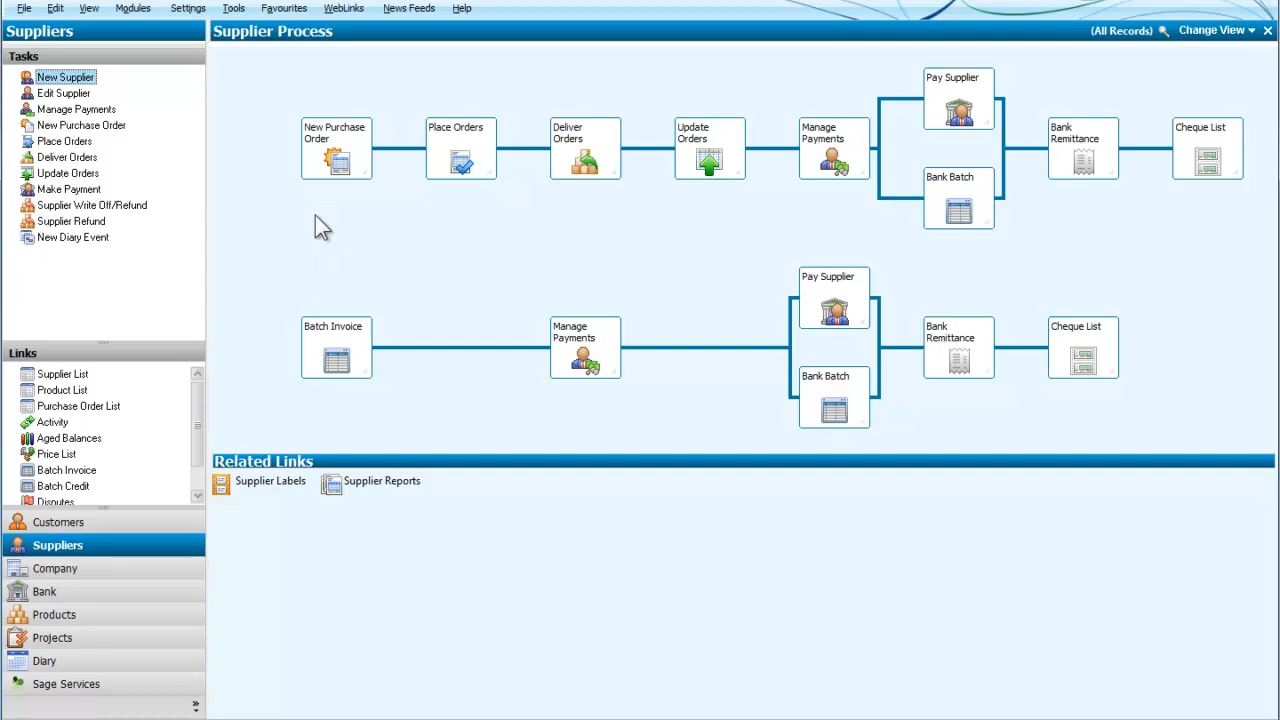 File Edit View Modules Settings Tools Favourites WebLinks News Feeds Help
Suppliers
Tasks
New Supplier
Edit Supplier
Manage Payments
New Purchase Order
Place Orders
Deliver Orders
Update Orders
Make Payment
Supplier Write Off/Refund
Supplier Refund
New Diary Event
Links
Supplier List
Product List
Purchase Order List
Activity
Aged Balances
Price List
Batch Invoice
Batch Credit
Disputes
Customers
Suppliers
Company
Bank
Products
Projects
Diary
Sage Services
Supplier Process (All Records) Change View
New Purchase
Order
Place Orders
Deliver
Orders
Update
Orders
Manage
Payments
Pay Supplier
Bank Batch
Bank
Remittance
Cheque List
Batch Invoice
Manage
Payments
Pay Supplier
Bank Batch
Bank
Remittance
Cheque List
Related Links
Supplier Labels Supplier Reports